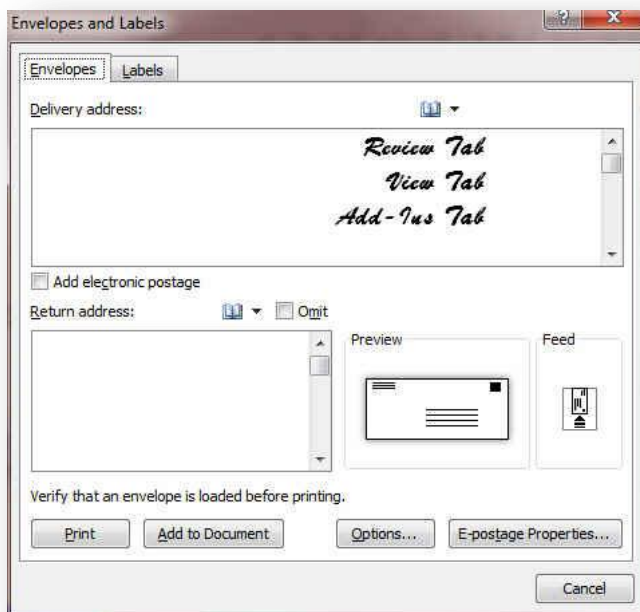 Envelopes and Labels
Envelopes Labels
Delivery address:
Review Tab
View Tab
Add-Ins Tab
Add electronic postage
Return address: Omit
Preview Feed
Verify that an envelope is loaded before printing.
Print Add to Document Options... E-postage Properties...
Cancel